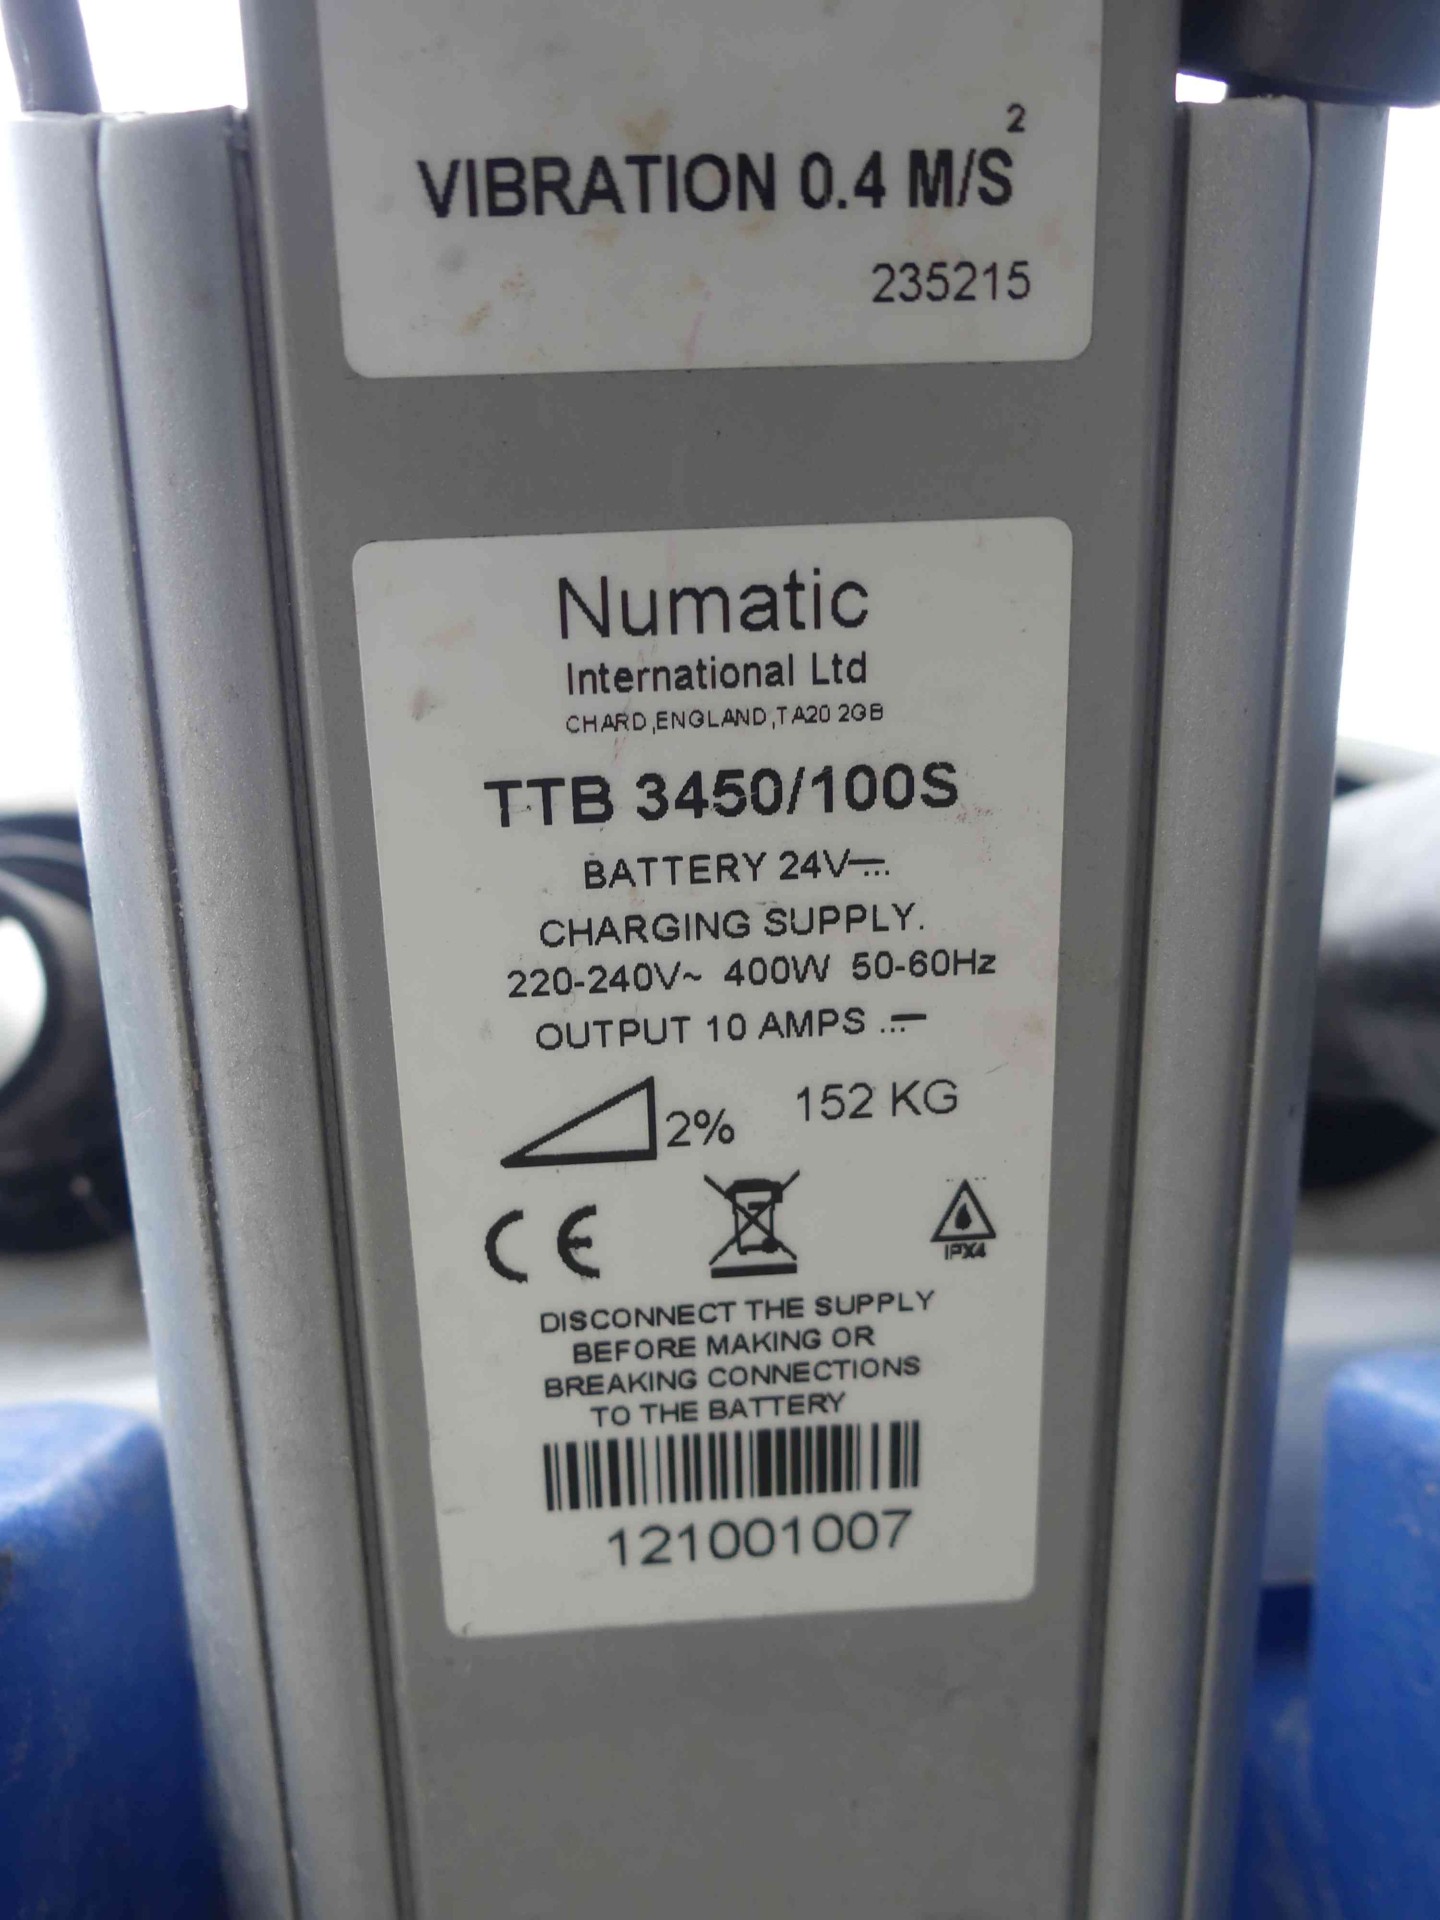 VIBRATION 0.4 M/S²
235215
Numatic
International Ltd
CHARD,ENGLAND,TA20 2GB
TTB 3450/100S
BATTERY 24V⎓
CHARGING SUPPLY.
220-240V~ 400W 50-60Hz
OUTPUT 10 AMPS ⎓
2% 152 KG
CE
IPX4
DISCONNECT THE SUPPLY
BEFORE MAKING OR
BREAKING CONNECTIONS
TO THE BATTERY
121001007